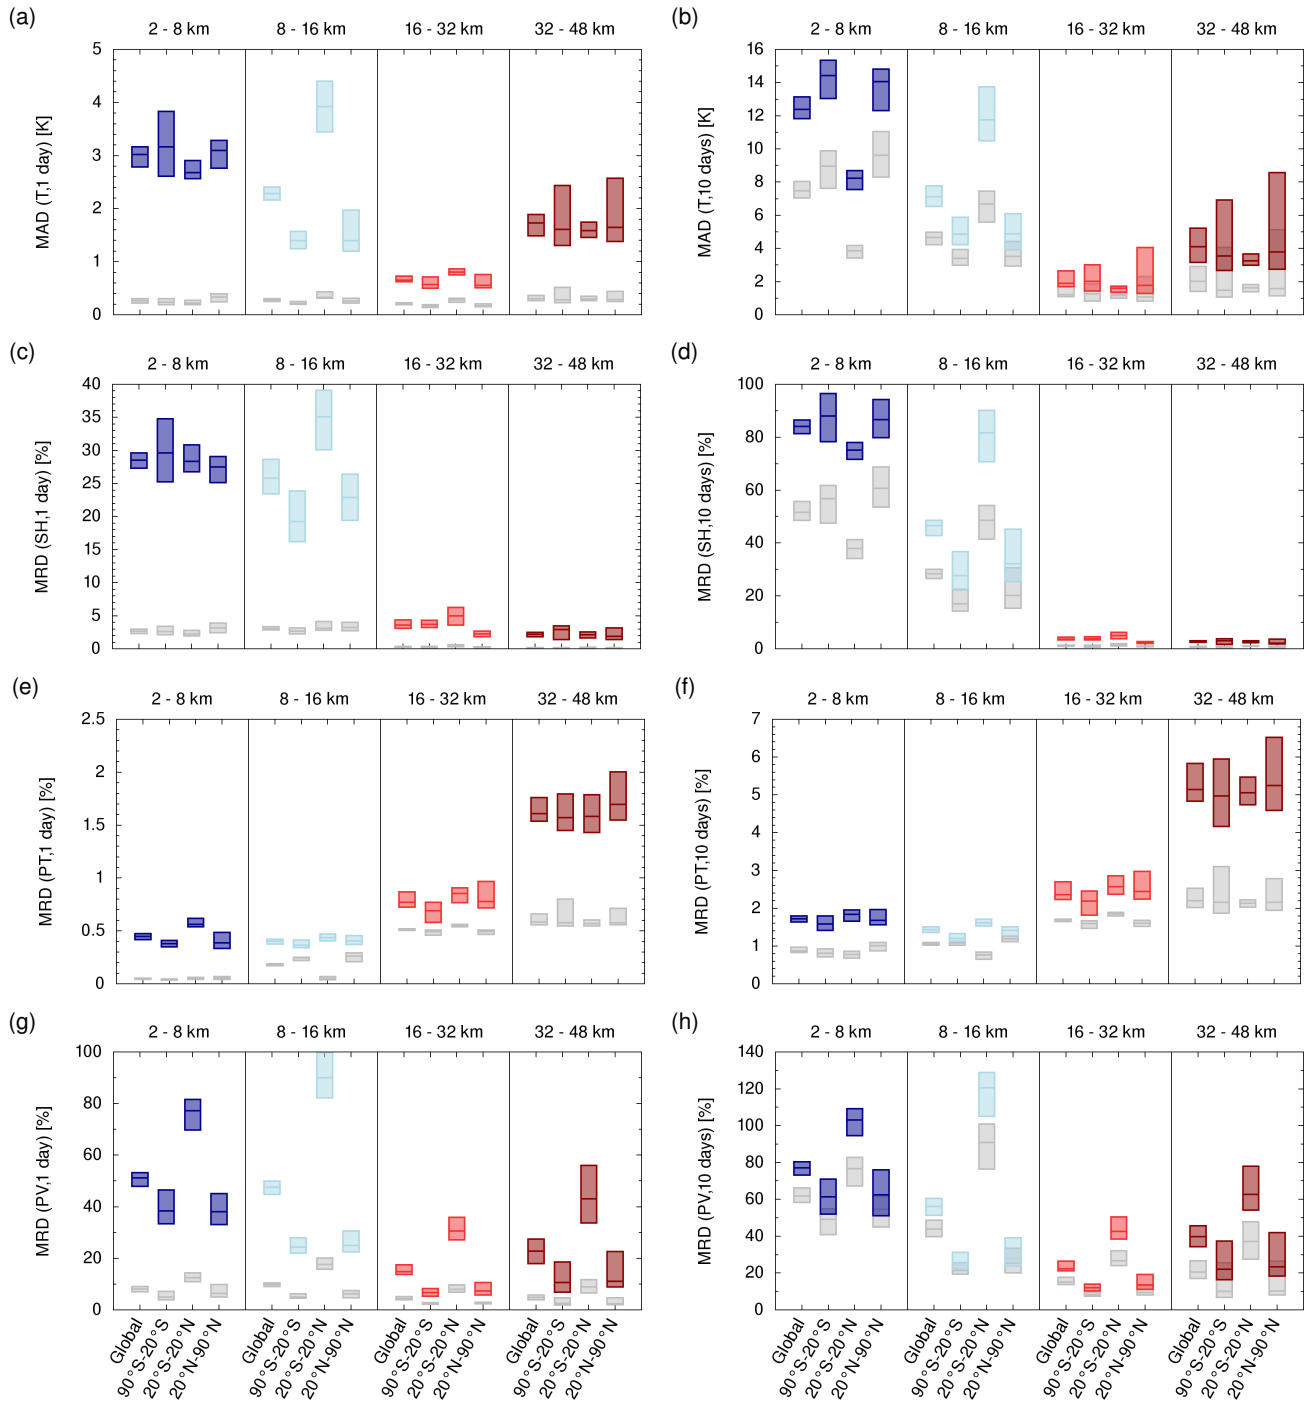 (a)
2 - 8 km 8 - 16 km 16 - 32 km 32 - 48 km
MAD (T,1 day) [K]
5
4
3
2
1
0
(b)
2 - 8 km 8 - 16 km 16 - 32 km 32 - 48 km
MAD (T,10 days) [K]
16
14
12
10
8
6
4
2
0
(c)
2 - 8 km 8 - 16 km 16 - 32 km 32 - 48 km
MRD (SH,1 day) [%]
40
35
30
25
20
15
10
5
0
(d)
2 - 8 km 8 - 16 km 16 - 32 km 32 - 48 km
MRD (SH,10 days) [%]
100
80
60
40
20
0
(e)
2 - 8 km 8 - 16 km 16 - 32 km 32 - 48 km
MRD (PT,1 day) [%]
2.5
2
1.5
1
0.5
0
(f)
2 - 8 km 8 - 16 km 16 - 32 km 32 - 48 km
MRD (PT,10 days) [%]
7
6
5
4
3
2
1
0
(g)
2 - 8 km 8 - 16 km 16 - 32 km 32 - 48 km
MRD (PV,1 day) [%]
100
80
60
40
20
0
Global 90°S-20°S 20°S-20°N 20°N-90°N Global 90°S-20°S 20°S-20°N 20°N-90°N Global 90°S-20°S 20°S-20°N 20°N-90°N Global 90°S-20°S 20°S-20°N 20°N-90°N
(h)
2 - 8 km 8 - 16 km 16 - 32 km 32 - 48 km
MRD (PV,10 days) [%]
140
120
100
80
60
40
20
0
Global 90°S-20°S 20°S-20°N 20°N-90°N Global 90°S-20°S 20°S-20°N 20°N-90°N Global 90°S-20°S 20°S-20°N 20°N-90°N Global 90°S-20°S 20°S-20°N 20°N-90°N